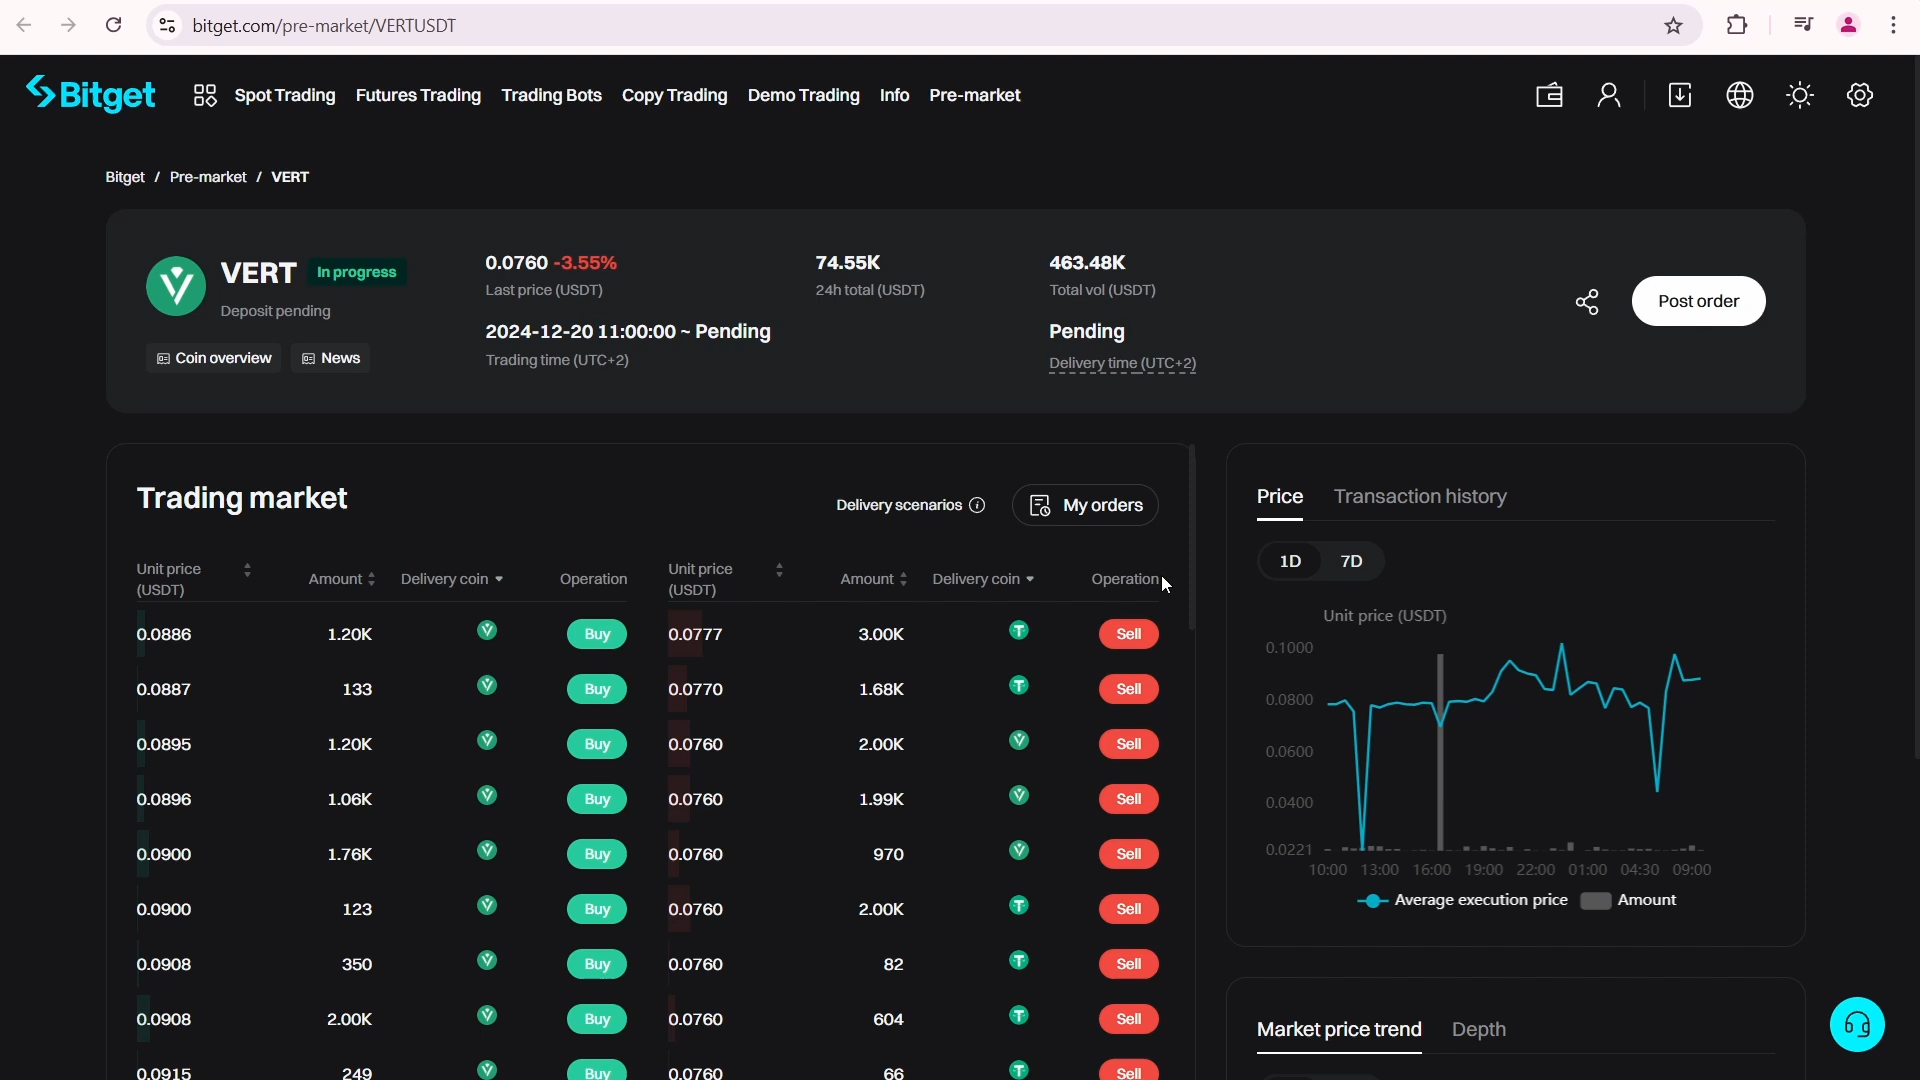 bitget.com/pre-market/VERTUSDT
Bitget Spot Trading Futures Trading Trading Bots Copy Trading Demo Trading Info Pre-market
Bitget / Pre-market / VERT
VERT In progress
Deposit pending
Coin overview News
0.0760 -3.55%
Last price (USDT)
74.55K
24h total (USDT)
463.48K
Total vol (USDT)
2024-12-20 11:00:00 ~ Pending
Trading time (UTC+2)
Pending
Delivery time (UTC+2)
Post order
Trading market
Delivery scenarios
My orders
Unit price (USDT) Amount Delivery coin Operation Unit price (USDT) Amount Delivery coin Operation
0.0886 1.20K Buy 0.0777 3.00K Sell
0.0887 133 Buy 0.0770 1.68K Sell
0.0895 1.20K Buy 0.0760 2.00K Sell
0.0896 1.06K Buy 0.0760 1.99K Sell
0.0900 1.76K Buy 0.0760 970 Sell
0.0900 123 Buy 0.0760 2.00K Sell
0.0908 350 Buy 0.0760 82 Sell
0.0908 2.00K Buy 0.0760 604 Sell
0.0915 249 Buy 0.0760 66 Sell
Price Transaction history
1D 7D
Unit price (USDT)
0.1000
0.0800
0.0600
0.0400
0.0221
10:00 13:00 16:00 19:00 22:00 01:00 04:30 09:00
Average execution price Amount
Market price trend Depth